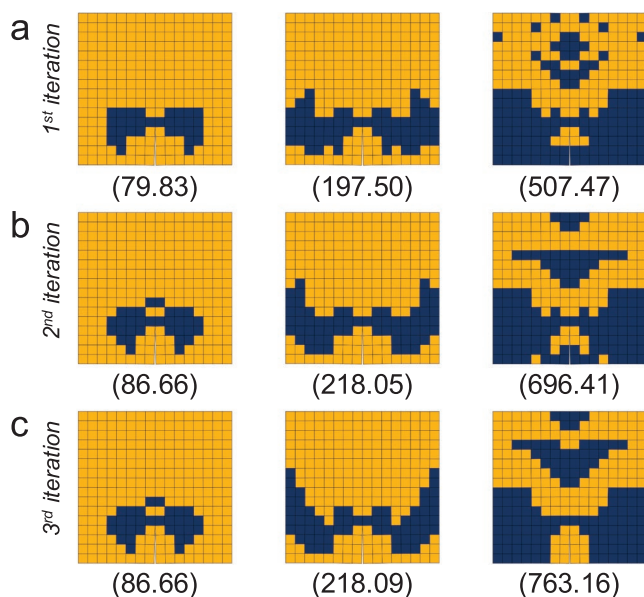 a
1st iteration
(79.83) (197.50) (507.47)
b
2nd iteration
(86.66) (218.05) (696.41)
c
3rd iteration
(86.66) (218.09) (763.16)